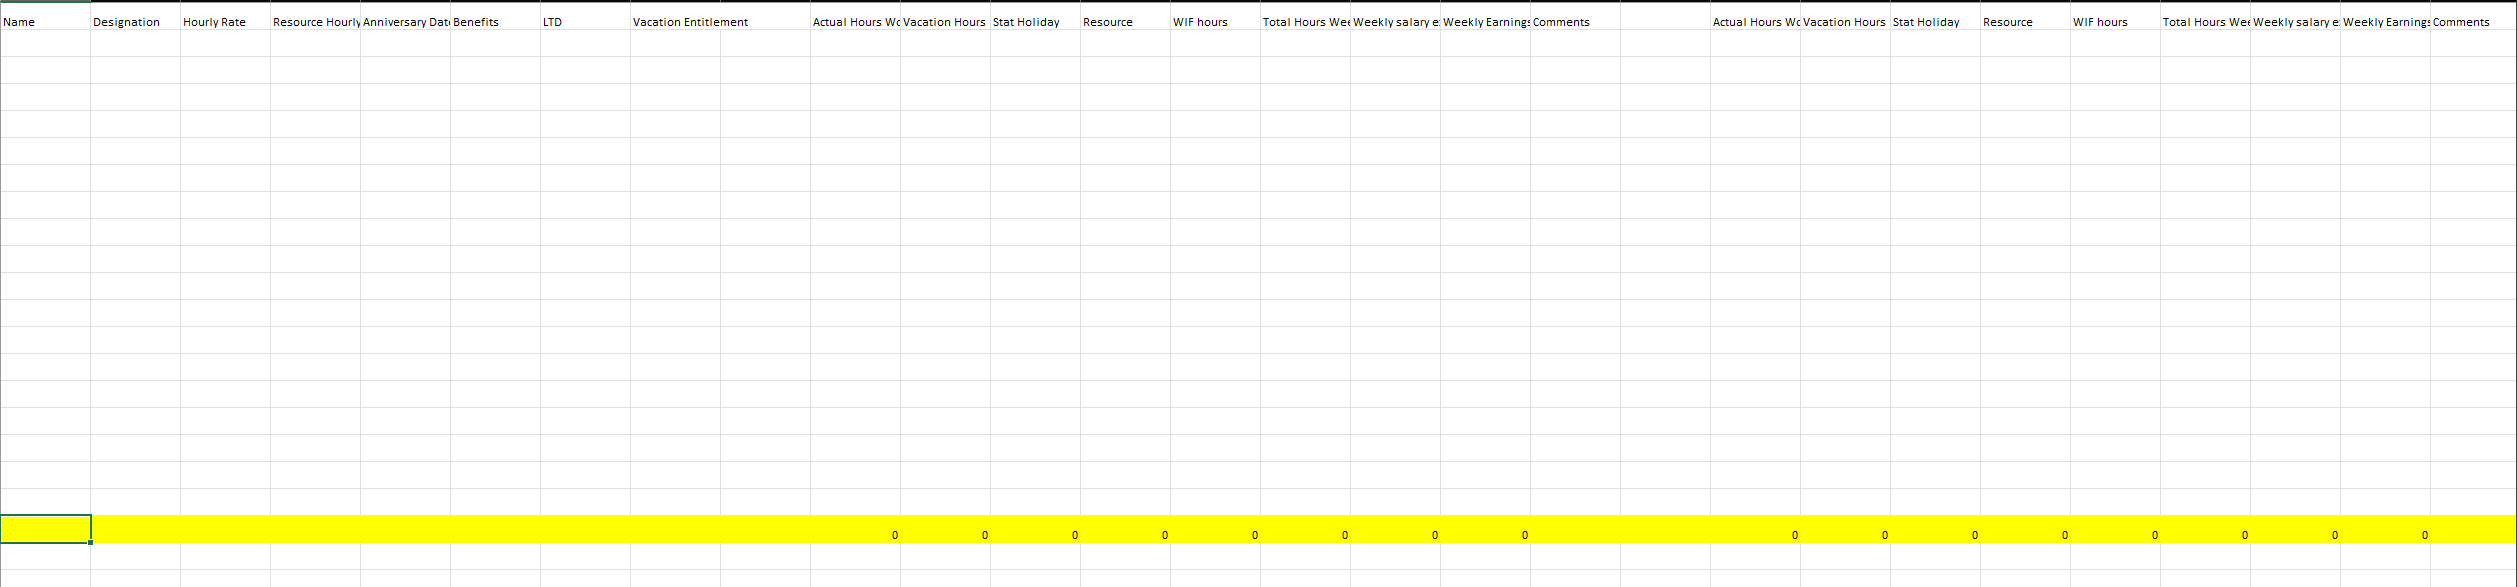 Name Designation Hourly Rate Resource Hourly Anniversary Date Benefits LTD Vacation Entitlement Actual Hours Wo Vacation Hours Stat Holiday Resource WIF hours Total Hours Wee Weekly salary e Weekly Earnings Comments Actual Hours Wo Vacation Hours Stat Holiday Resource WIF hours Total Hours Wee Weekly salary e Weekly Earnings Comments
0 0 0 0 0 0 0 0 0 0 0 0 0 0 0 0